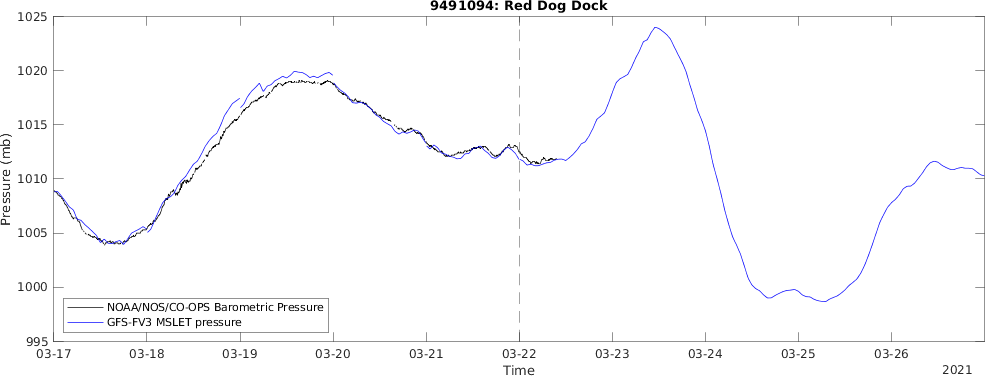 9491094: Red Dog Dock
1025
1020
1015
1010
1005
1000
995
Pressure (mb)
NOAA/NOS/CO-OPS Barometric Pressure
GFS-FV3 MSLET pressure
03-17 03-18 03-19 03-20 03-21 03-22 03-23 03-24 03-25 03-26
Time
2021